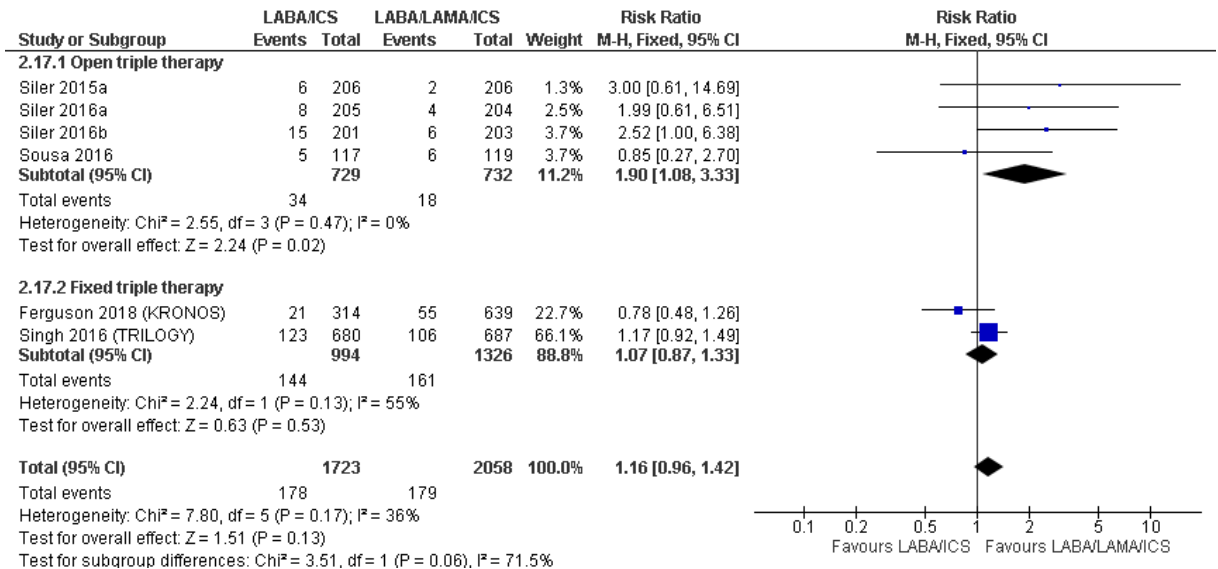 LABA/ICS LABA/LAMA/ICS Risk Ratio Risk Ratio
Study or Subgroup Events Total Events Total Weight M-H, Fixed, 95% CI M-H, Fixed, 95% CI
2.17.1 Open triple therapy
Siler 2015a 6 206 2 206 1.3% 3.00 [0.61, 14.69]
Siler 2016a 8 205 4 204 2.5% 1.99 [0.61, 6.51]
Siler 2016b 15 201 6 203 3.7% 2.52 [1.00, 6.38]
Sousa 2016 5 117 6 119 3.7% 0.85 [0.27, 2.70]
Subtotal (95% CI) 729 732 11.2% 1.90 [1.08, 3.33]
Total events 34 18
Heterogeneity: Chi² = 2.55, df = 3 (P = 0.47); I² = 0%
Test for overall effect: Z = 2.24 (P = 0.02)
2.17.2 Fixed triple therapy
Ferguson 2018 (KRONOS) 21 314 55 639 22.7% 0.78 [0.48, 1.26]
Singh 2016 (TRILOGY) 123 680 106 687 66.1% 1.17 [0.92, 1.49]
Subtotal (95% CI) 994 1326 88.8% 1.07 [0.87, 1.33]
Total events 144 161
Heterogeneity: Chi² = 2.24, df = 1 (P = 0.13); I² = 55%
Test for overall effect: Z = 0.63 (P = 0.53)
Total (95% CI) 1723 2058 100.0% 1.16 [0.96, 1.42]
Total events 178 179
Heterogeneity: Chi² = 7.80, df = 5 (P = 0.17); I² = 36%
Test for overall effect: Z = 1.51 (P = 0.13)
Test for subgroup differences: Chi² = 3.51, df = 1 (P = 0.06), I² = 71.5%
0.1 0.2 0.5 1 2 5 10
Favours LABA/ICS Favours LABA/LAMA/ICS